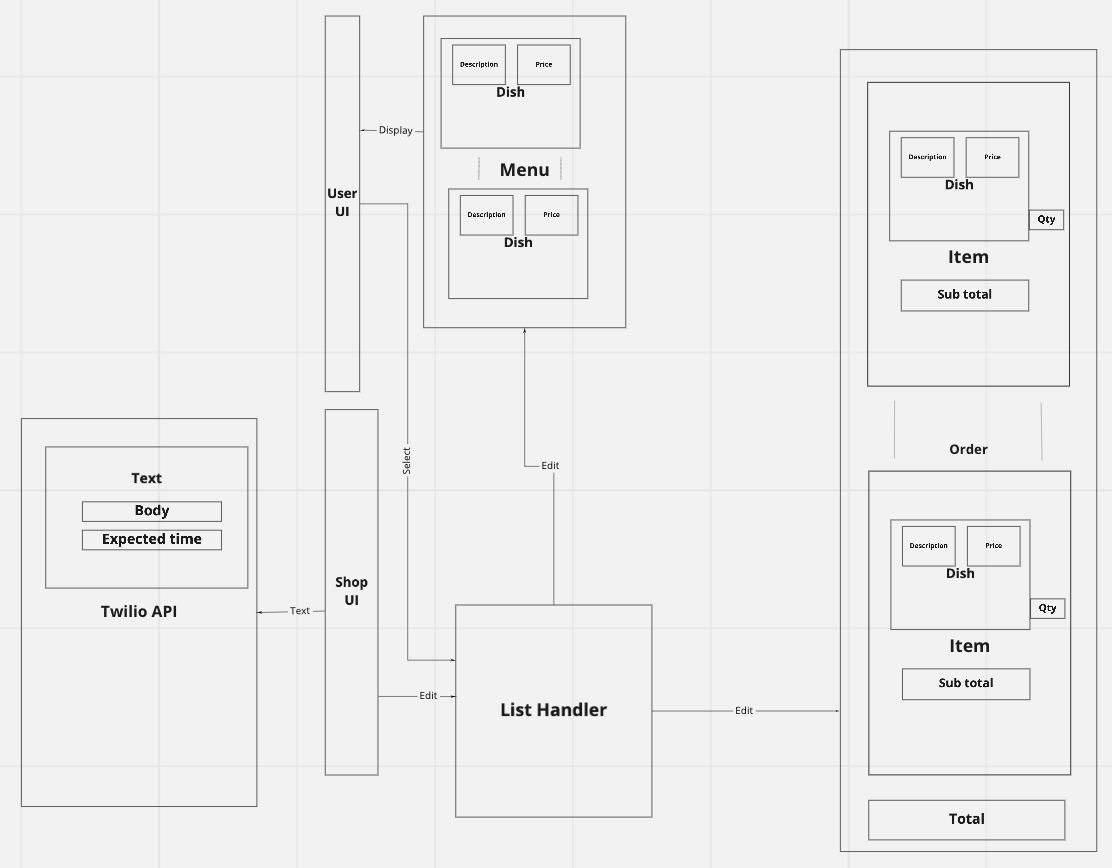 Description
Price
Dish
Display
Menu
Description
Price
Dish
User
UI
Select
Edit
Text
Body
Expected time
Twilio API
Text
Shop
UI
Edit
List Handler
Edit
Description
Price
Dish
Qty
Item
Sub total
Order
Description
Price
Dish
Qty
Item
Sub total
Total